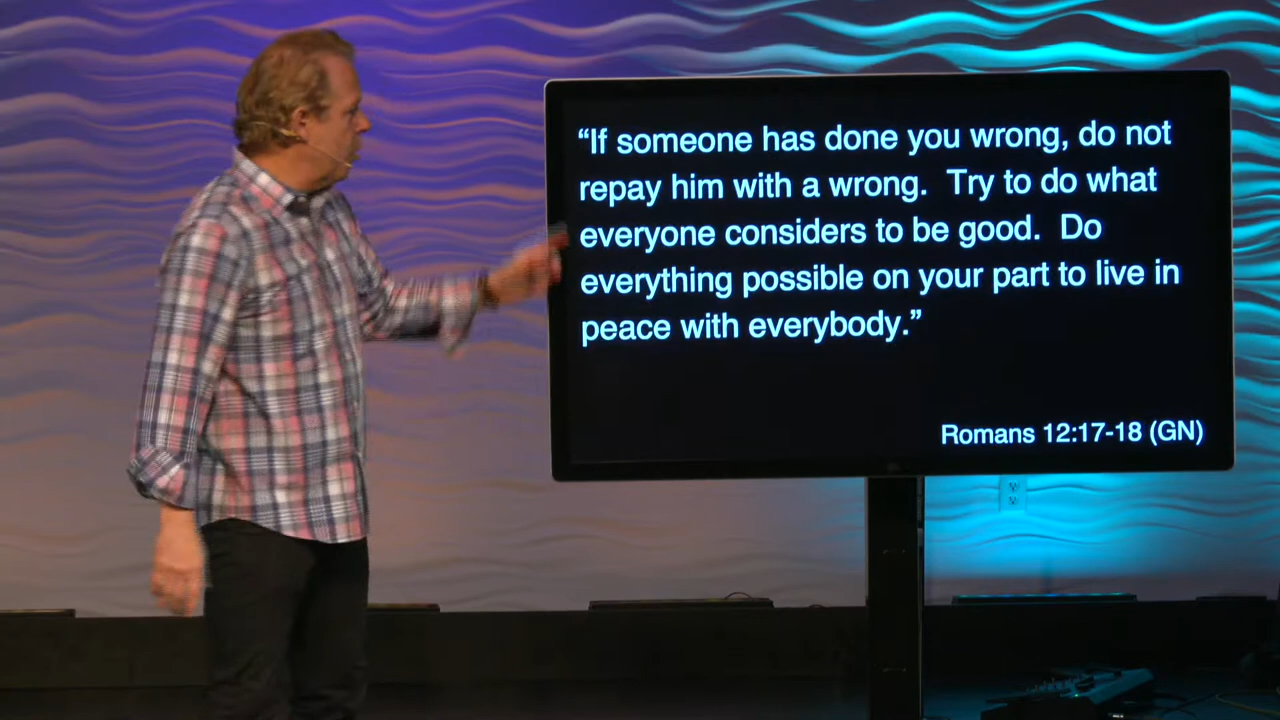 “If someone has done you wrong, do not
repay him with a wrong.  Try to do what
everyone considers to be good.  Do
everything possible on your part to live in
peace with everybody.”
Romans 12:17-18 (GN)